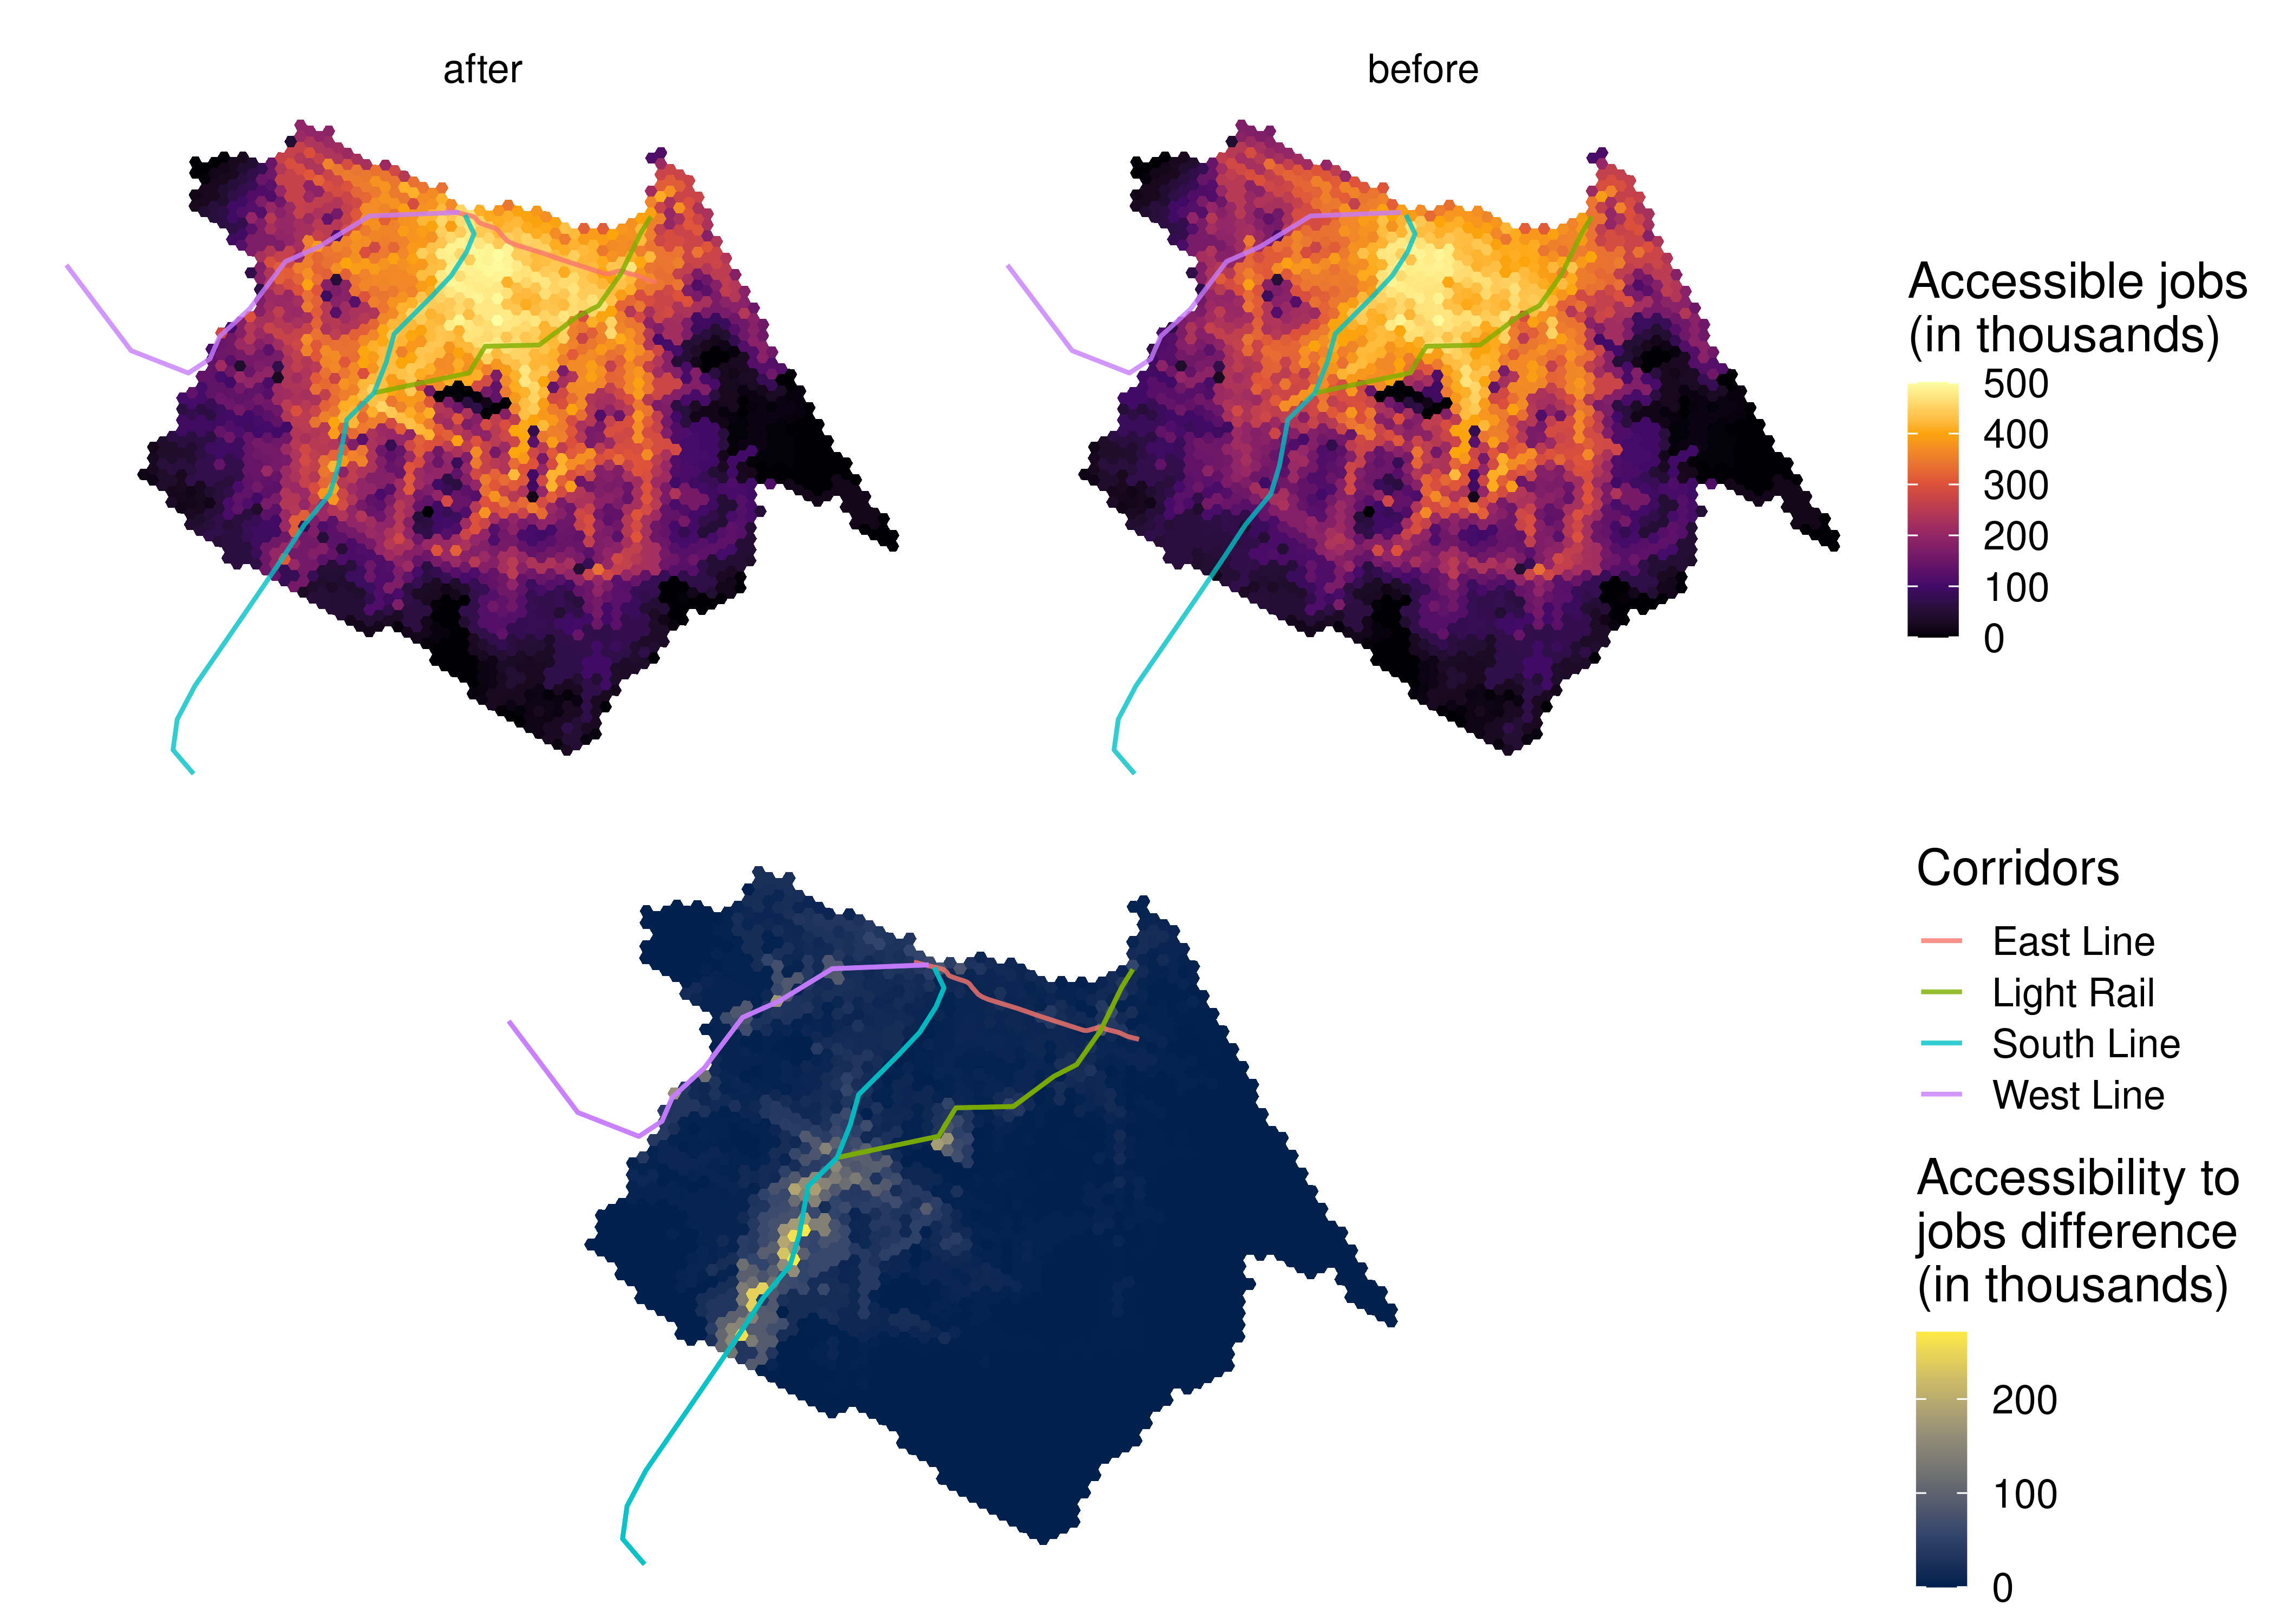 after
before
Accessible jobs
(in thousands)
500
400
300
200
100
0
Corridors
East Line
Light Rail
South Line
West Line
Accessibility to
jobs difference
(in thousands)
200
100
0